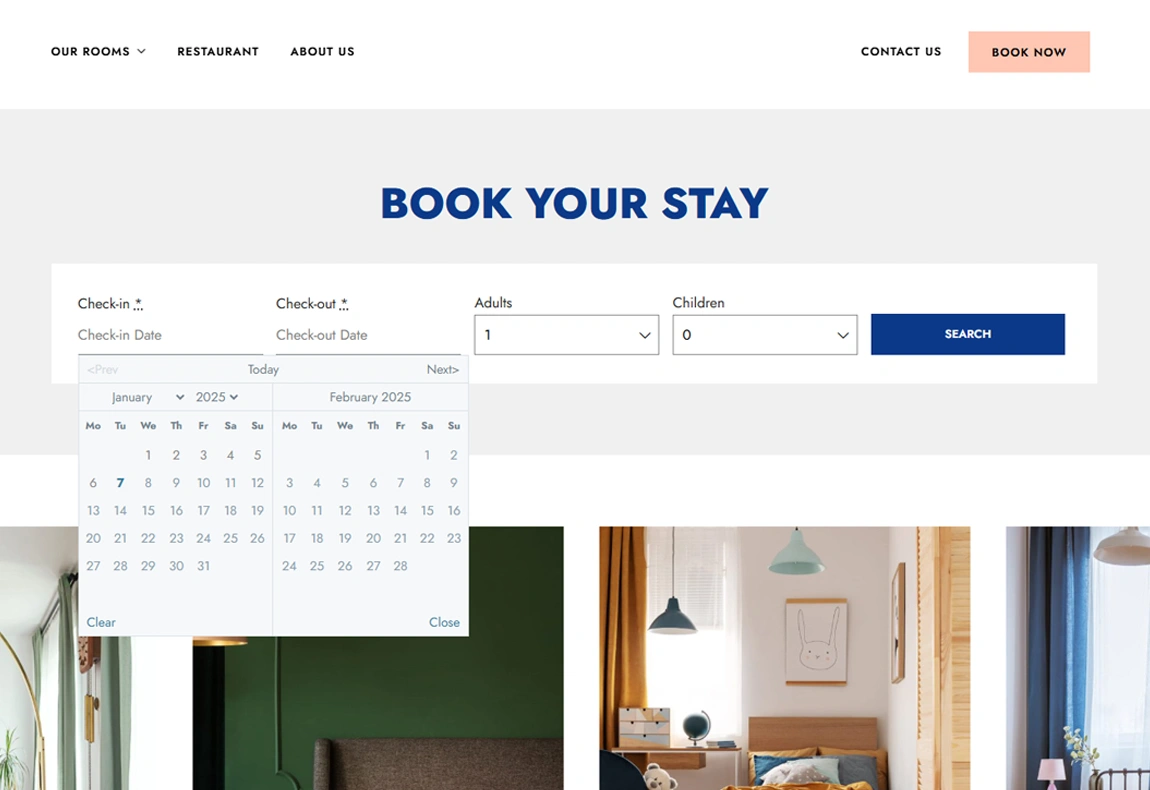 OUR ROOMS RESTAURANT ABOUT US CONTACT US BOOK NOW
BOOK YOUR STAY
Check-in * Check-out * Adults Children
Check-in Date Check-out Date 1 0 SEARCH
<Prev Today Next>
January 2025 February 2025
Mo Tu We Th Fr Sa Su Mo Tu We Th Fr Sa Su
1 2 3 4 5 1 2
6 7 8 9 10 11 12 3 4 5 6 7 8 9
13 14 15 16 17 18 19 10 11 12 13 14 15 16
20 21 22 23 24 25 26 17 18 19 20 21 22 23
27 28 29 30 31 24 25 26 27 28
Clear Close